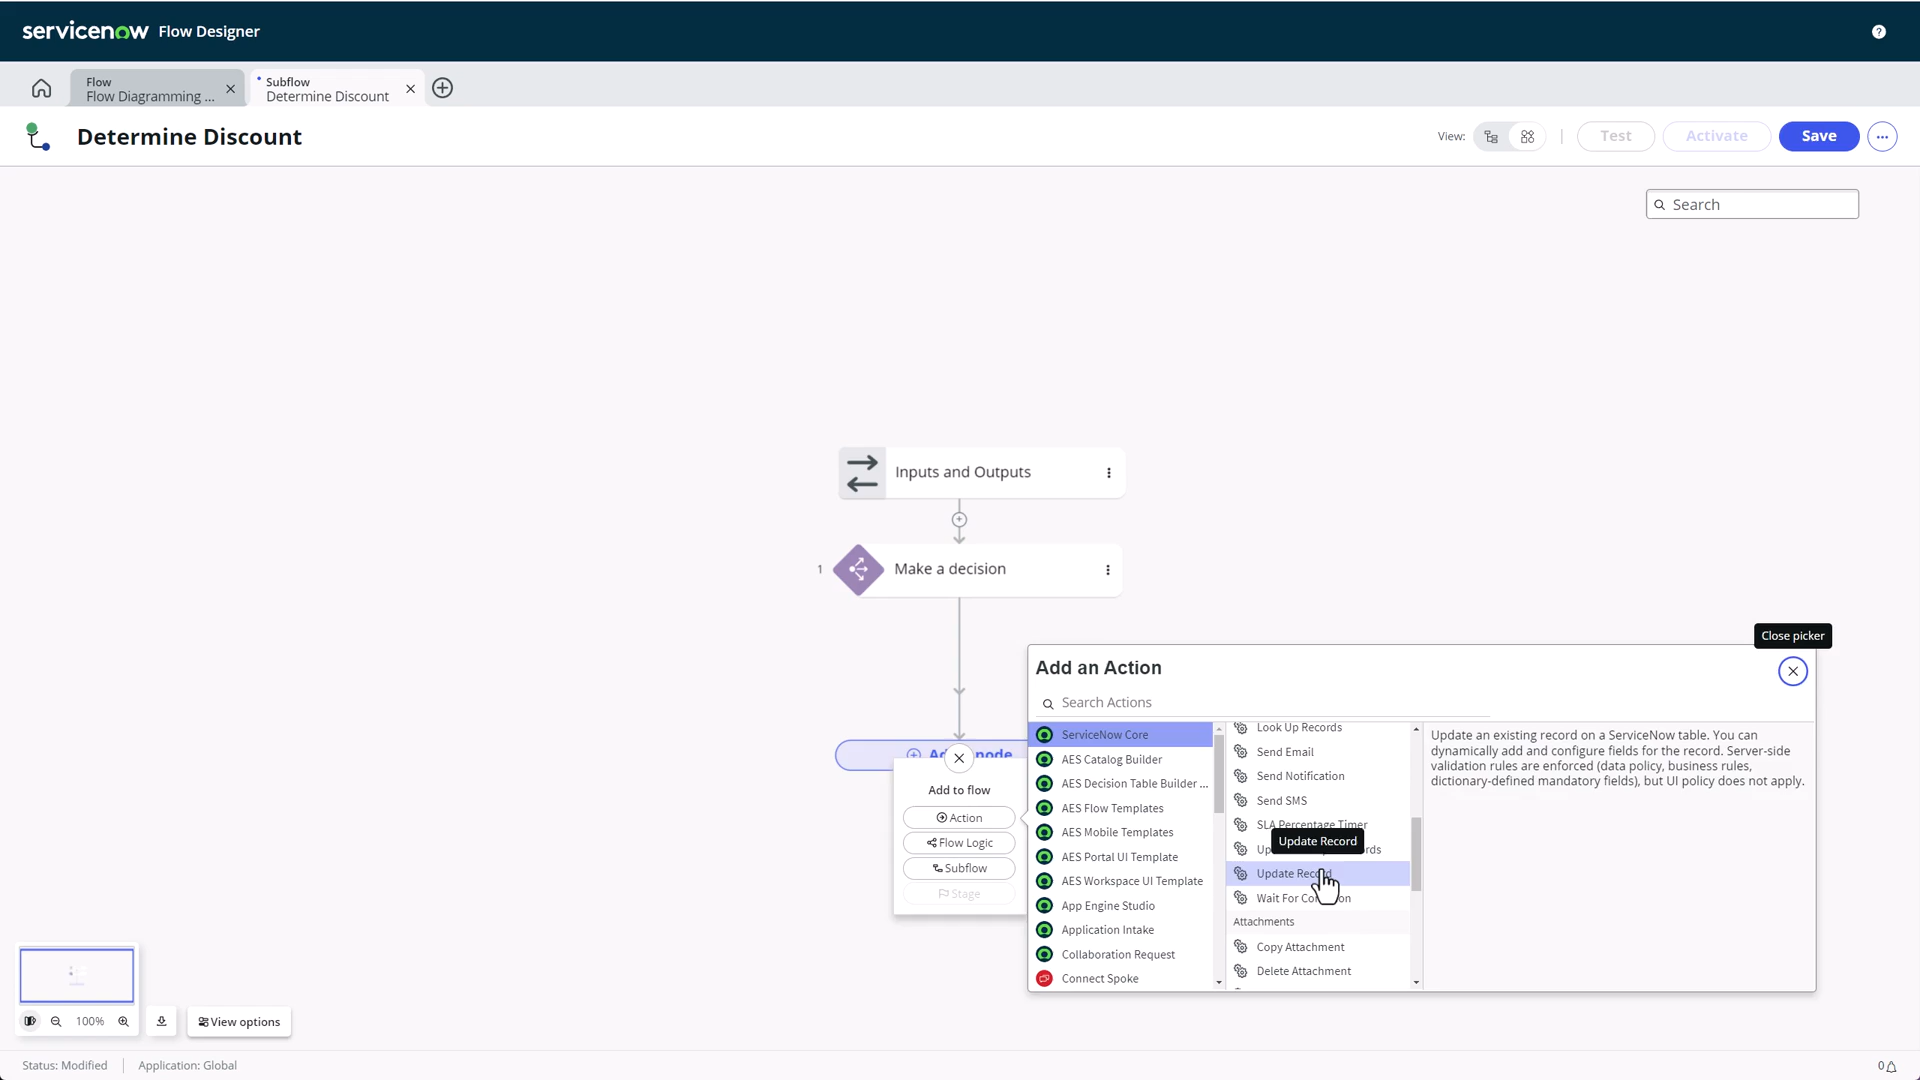 servicenow Flow Designer
Flow
Flow Diagramming ...
Subflow
Determine Discount
Determine Discount
View:
Test
Activate
Save
Search
Inputs and Outputs
1
Make a decision
Close picker
Add an Action
Search Actions
Add to flow
Action
Flow Logic
Subflow
Stage
ServiceNow Core
AES Catalog Builder
AES Decision Table Builder ...
AES Flow Templates
AES Mobile Templates
AES Portal UI Template
AES Workspace UI Template
App Engine Studio
Application Intake
Collaboration Request
Connect Spoke
Look Up Records
Send Email
Send Notification
Send SMS
SLA Percentage Timer
Update Record
Update Record
Wait For
Attachments
Copy Attachment
Delete Attachment
Update an existing record on a ServiceNow table. You can
dynamically add and configure fields for the record. Server-side
validation rules are enforced (data policy, business rules,
dictionary-defined mandatory fields), but UI policy does not apply.
100%
View options
Status: Modified
Application: Global
0